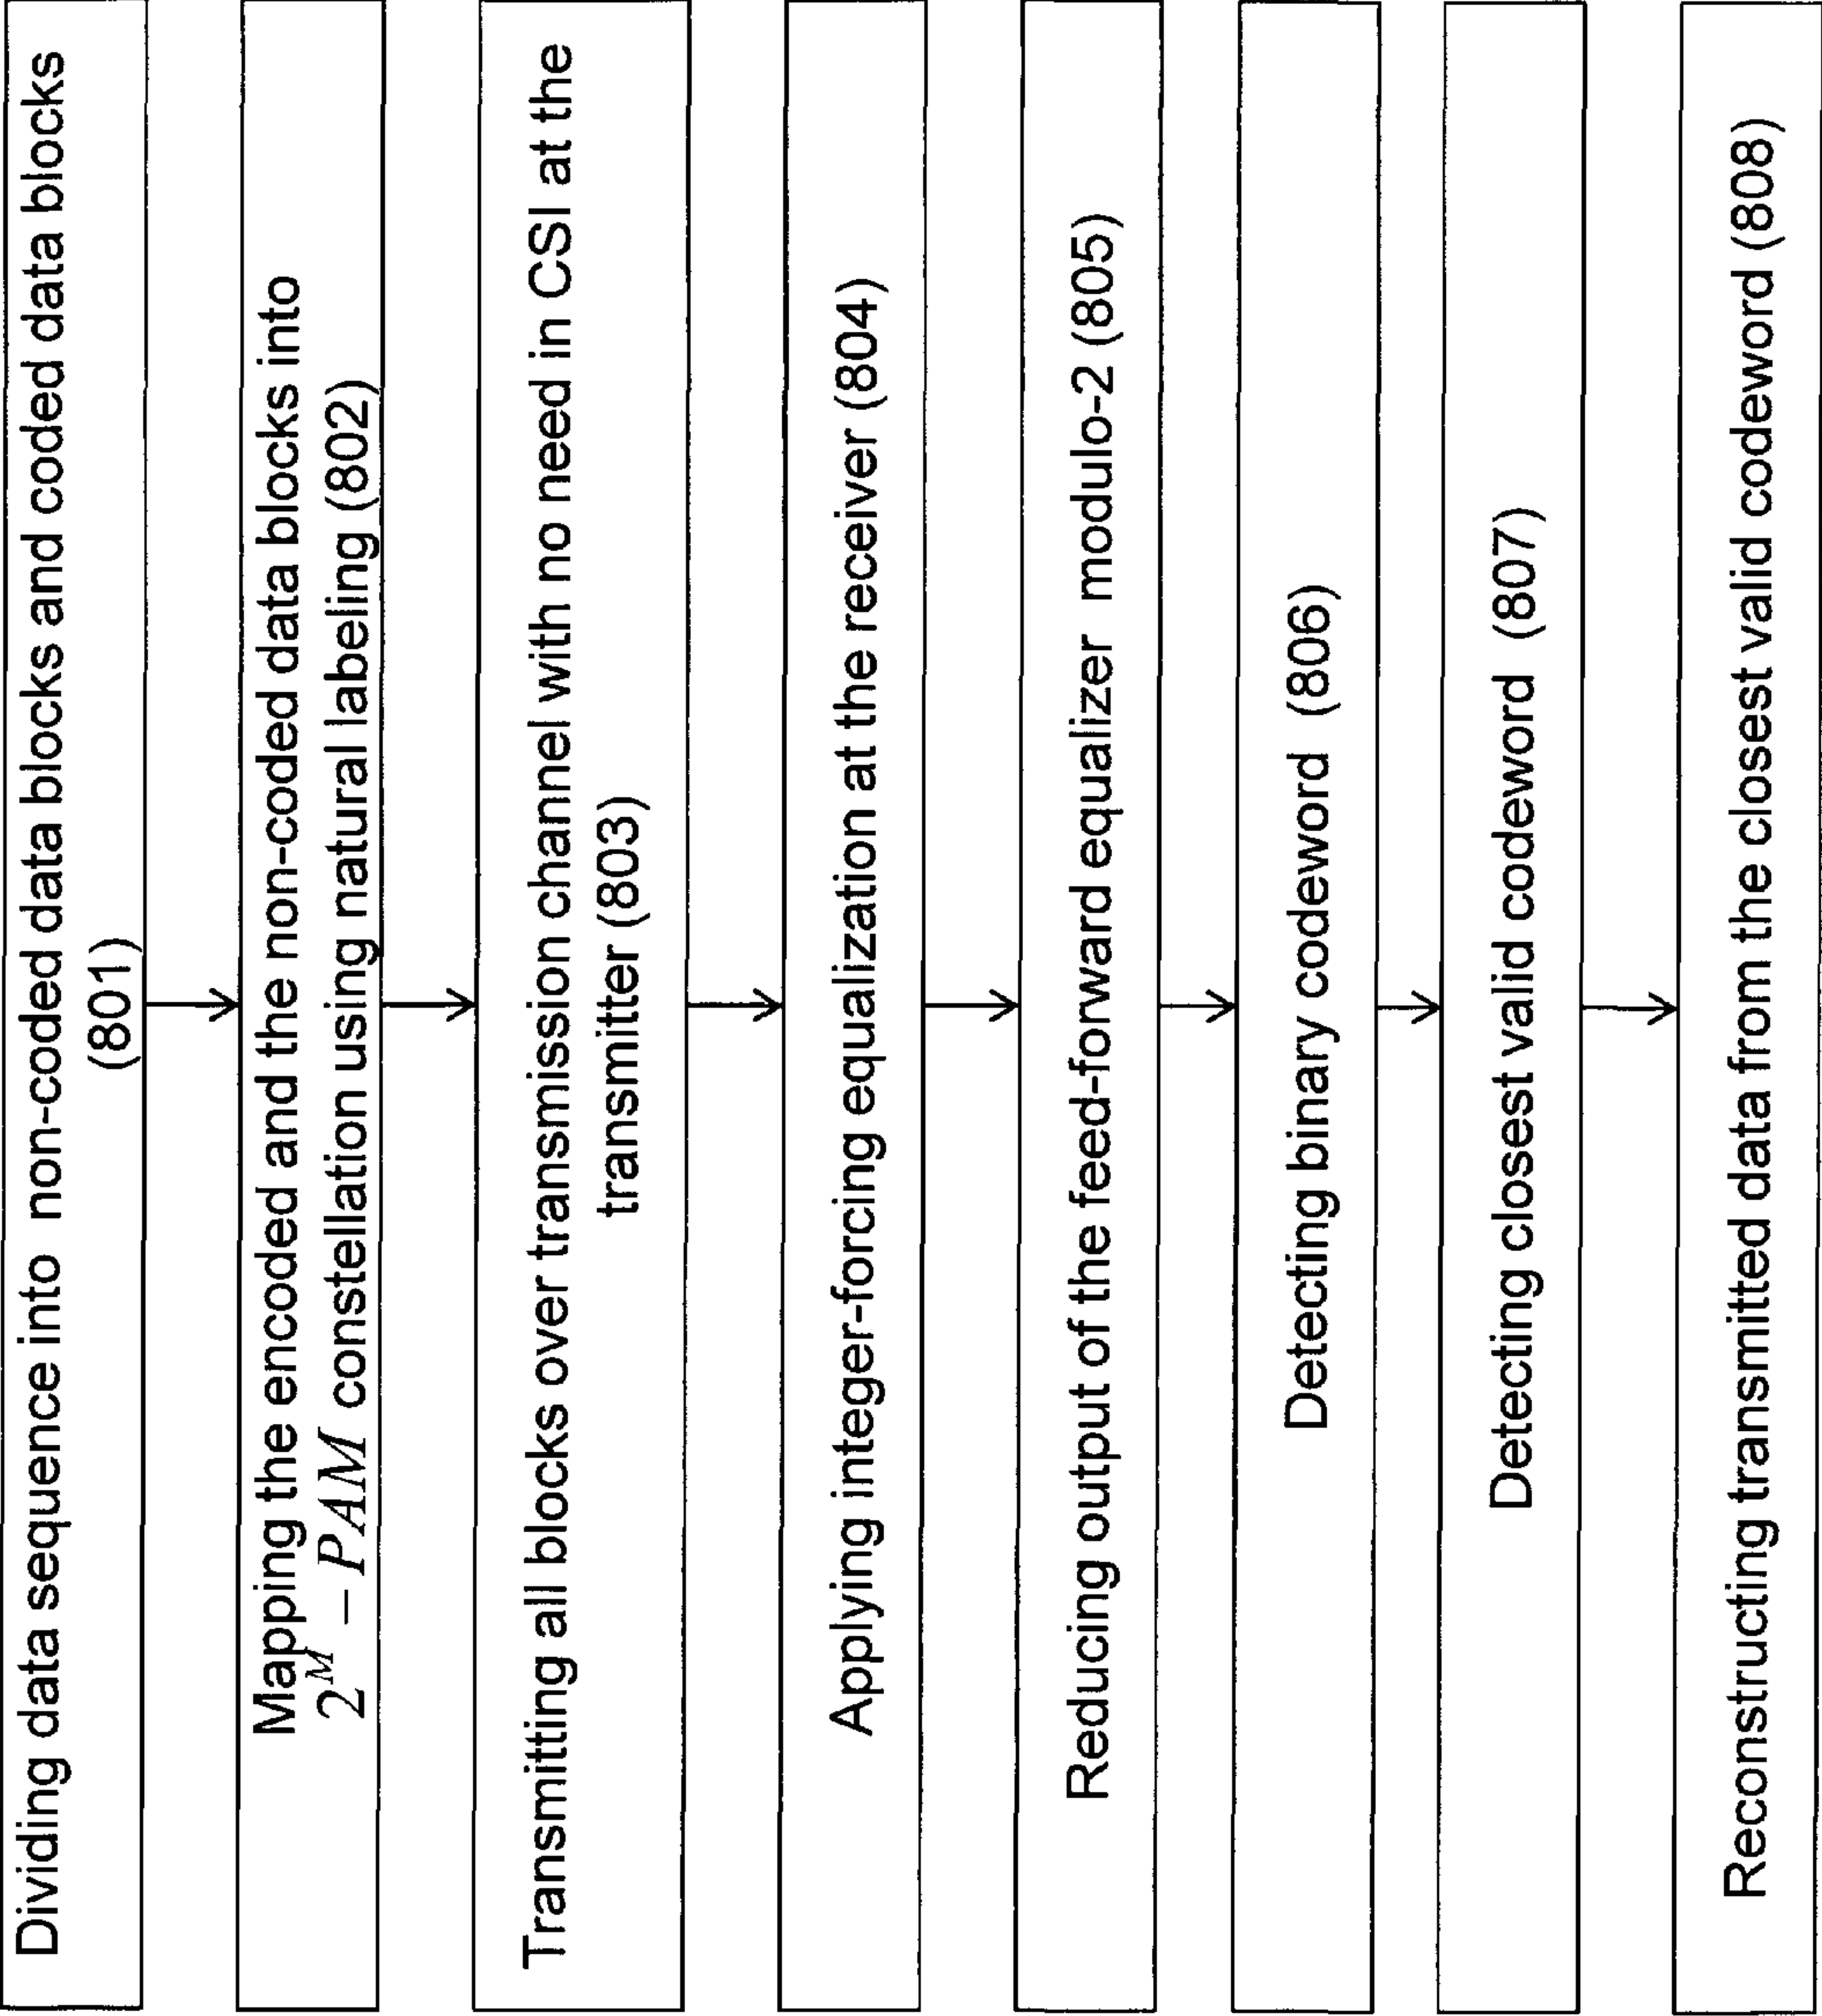 Dividing data sequence into non-coded data blocks and coded data blocks
(801)
Mapping the encoded and the non-coded data blocks into
2^M – PAM constellation using natural labeling (802)
Transmitting all blocks over transmission channel with no need in CSI at the
transmitter (803)
Applying integer-forcing equalization at the receiver (804)
Reducing output of the feed-forward equalizer modulo-2 (805)
Detecting binary codeword (806)
Detecting closest valid codeword (807)
Reconstructing transmitted data from the closest valid codeword (808)